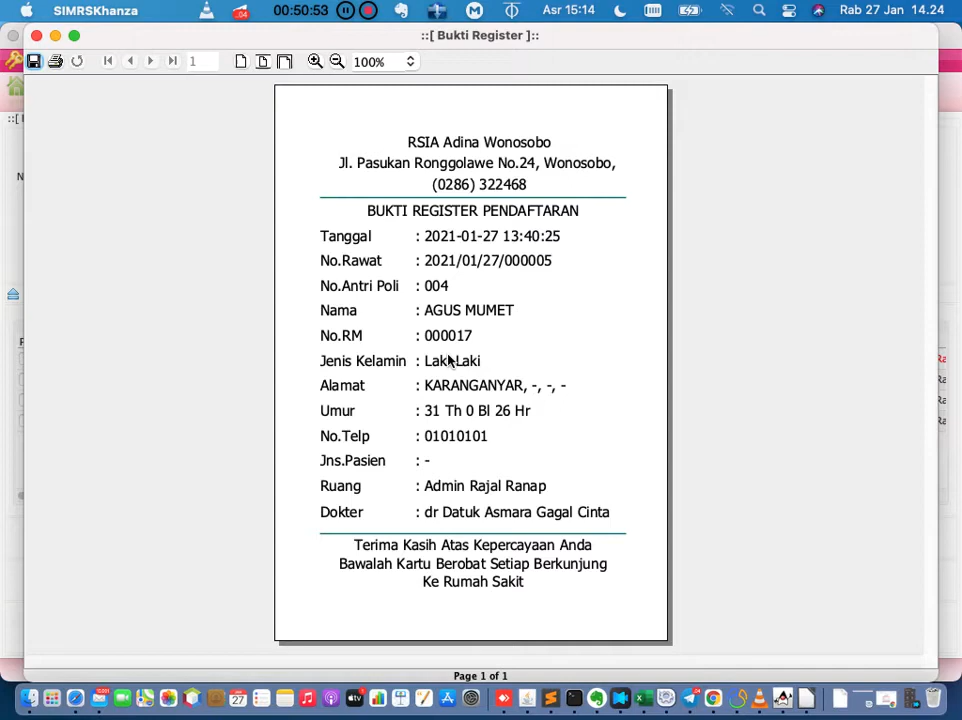 SIMRSKhanza 00:50:53 Asr 15:14 Rab 27 Jan 14.24
::[ Bukti Register ]::
1 100%
RSIA Adina Wonosobo
Jl. Pasukan Ronggolawe No.24, Wonosobo,
(0286) 322468
BUKTI REGISTER PENDAFTARAN
Tanggal : 2021-01-27 13:40:25
No.Rawat : 2021/01/27/000005
No.Antri Poli : 004
Nama : AGUS MUMET
No.RM : 000017
Jenis Kelamin : Laki-Laki
Alamat : KARANGANYAR, -, -, -
Umur : 31 Th 0 Bl 26 Hr
No.Telp : 01010101
Jns.Pasien : -
Ruang : Admin Rajal Ranap
Dokter : dr Datuk Asmara Gagal Cinta
Terima Kasih Atas Kepercayaan Anda
Bawalah Kartu Berobat Setiap Berkunjung
Ke Rumah Sakit
Page 1 of 1